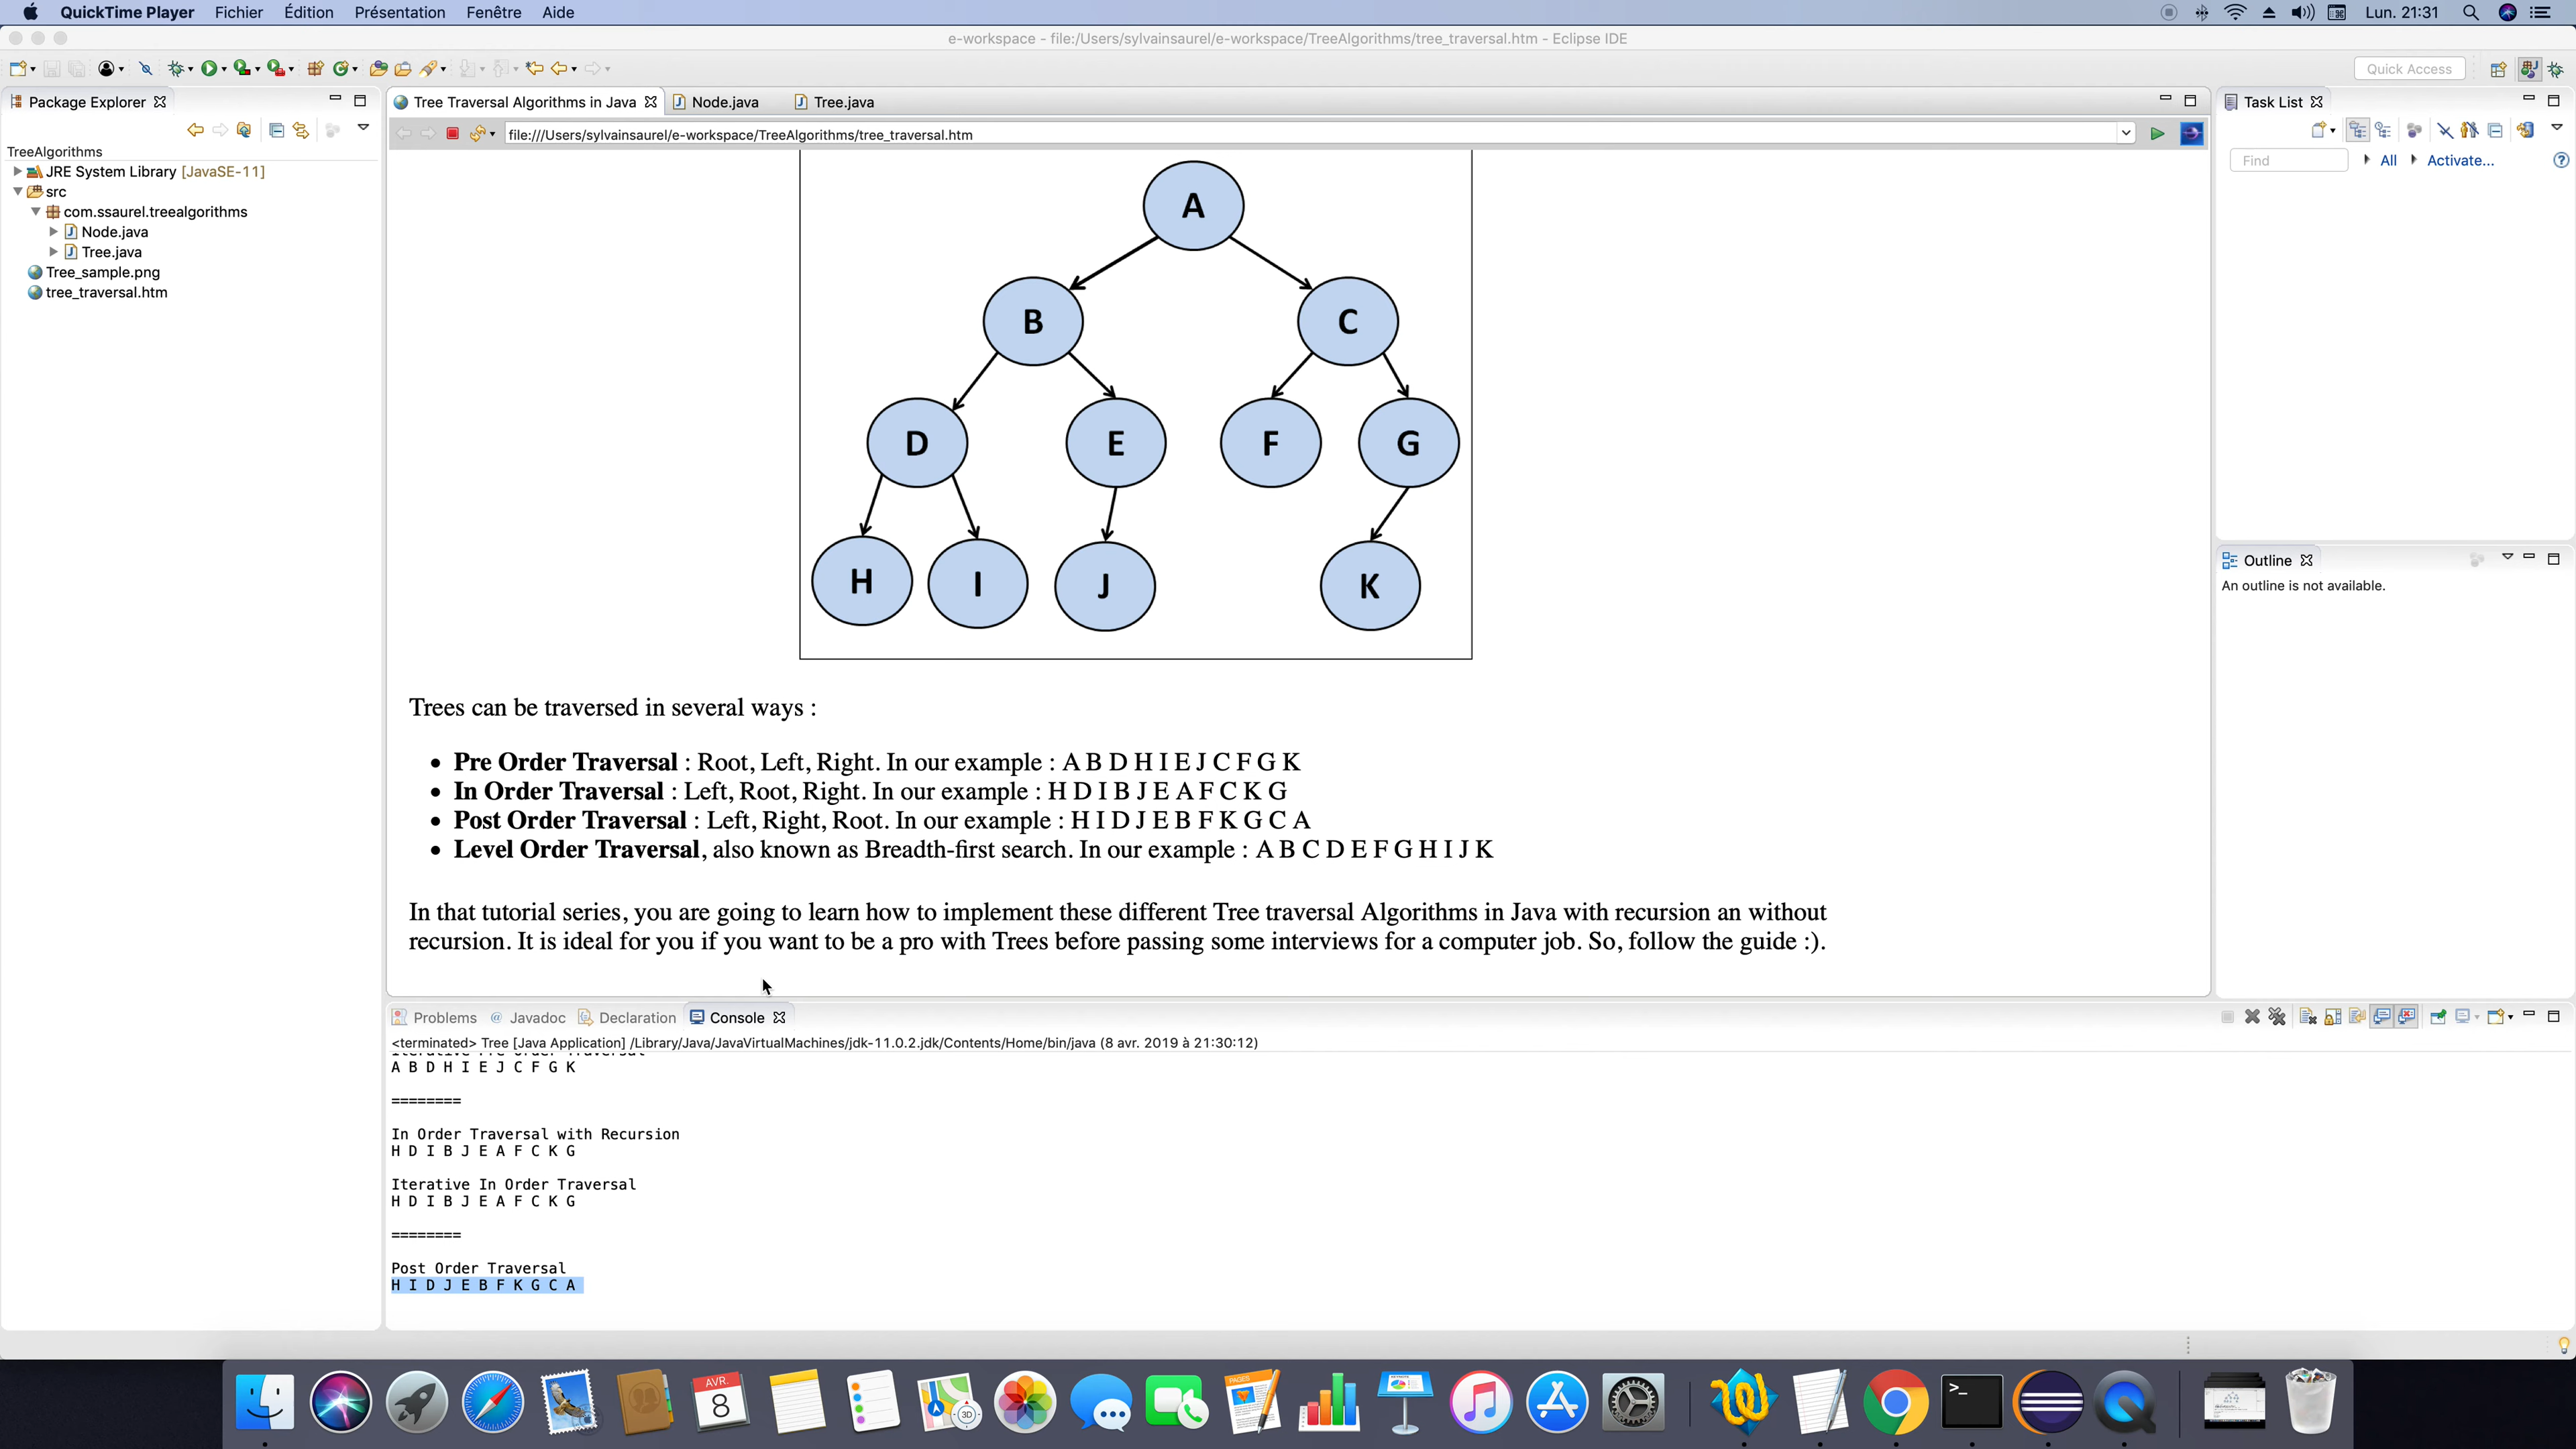 QuickTime Player Fichier Édition Présentation Fenêtre Aide Lun. 21:31
e-workspace - file:/Users/sylvainsaurel/e-workspace/TreeAlgorithms/tree_traversal.htm - Eclipse IDE
Quick Access
Package Explorer
TreeAlgorithms
JRE System Library [JavaSE-11]
src
com.ssaurel.treealgorithms
Node.java
Tree.java
Tree_sample.png
tree_traversal.htm
Tree Traversal Algorithms in Java Node.java Tree.java
file:///Users/sylvainsaurel/e-workspace/TreeAlgorithms/tree_traversal.htm
A
B C
D E F G
H I J K
Trees can be traversed in several ways :
• Pre Order Traversal : Root, Left, Right. In our example : A B D H I E J C F G K
• In Order Traversal : Left, Root, Right. In our example : H D I B J E A F C K G
• Post Order Traversal : Left, Right, Root. In our example : H I D J E B F K G C A
• Level Order Traversal, also known as Breadth-first search. In our example : A B C D E F G H I J K
In that tutorial series, you are going to learn how to implement these different Tree traversal Algorithms in Java with recursion an without
recursion. It is ideal for you if you want to be a pro with Trees before passing some interviews for a computer job. So, follow the guide :).
Task List
Find All Activate...
Outline
An outline is not available.
Problems Javadoc Declaration Console
<terminated> Tree [Java Application] /Library/Java/JavaVirtualMachines/jdk-11.0.2.jdk/Contents/Home/bin/java (8 avr. 2019 à 21:30:12)
Iterative Pre Order Traversal
A B D H I E J C F G K
========
In Order Traversal with Recursion
H D I B J E A F C K G
Iterative In Order Traversal
H D I B J E A F C K G
========
Post Order Traversal
H I D J E B F K G C A
AVR.
8
3D
PAGES
>_